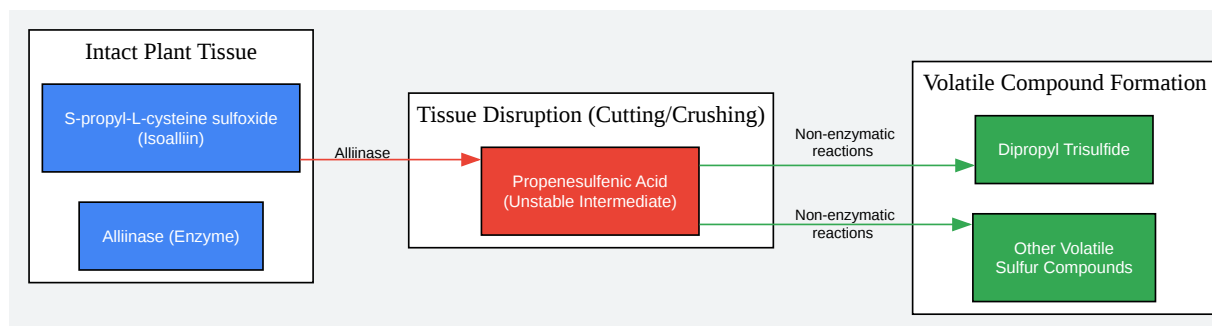 Intact Plant Tissue
S-propyl-L-cysteine sulfoxide
(Isoalliin)
Alliinase (Enzyme)
Alliinase
Tissue Disruption (Cutting/Crushing)
Propenesulfenic Acid
(Unstable Intermediate)
Non-enzymatic
reactions
Non-enzymatic
reactions
Volatile Compound Formation
Dipropyl Trisulfide
Other Volatile
Sulfur Compounds